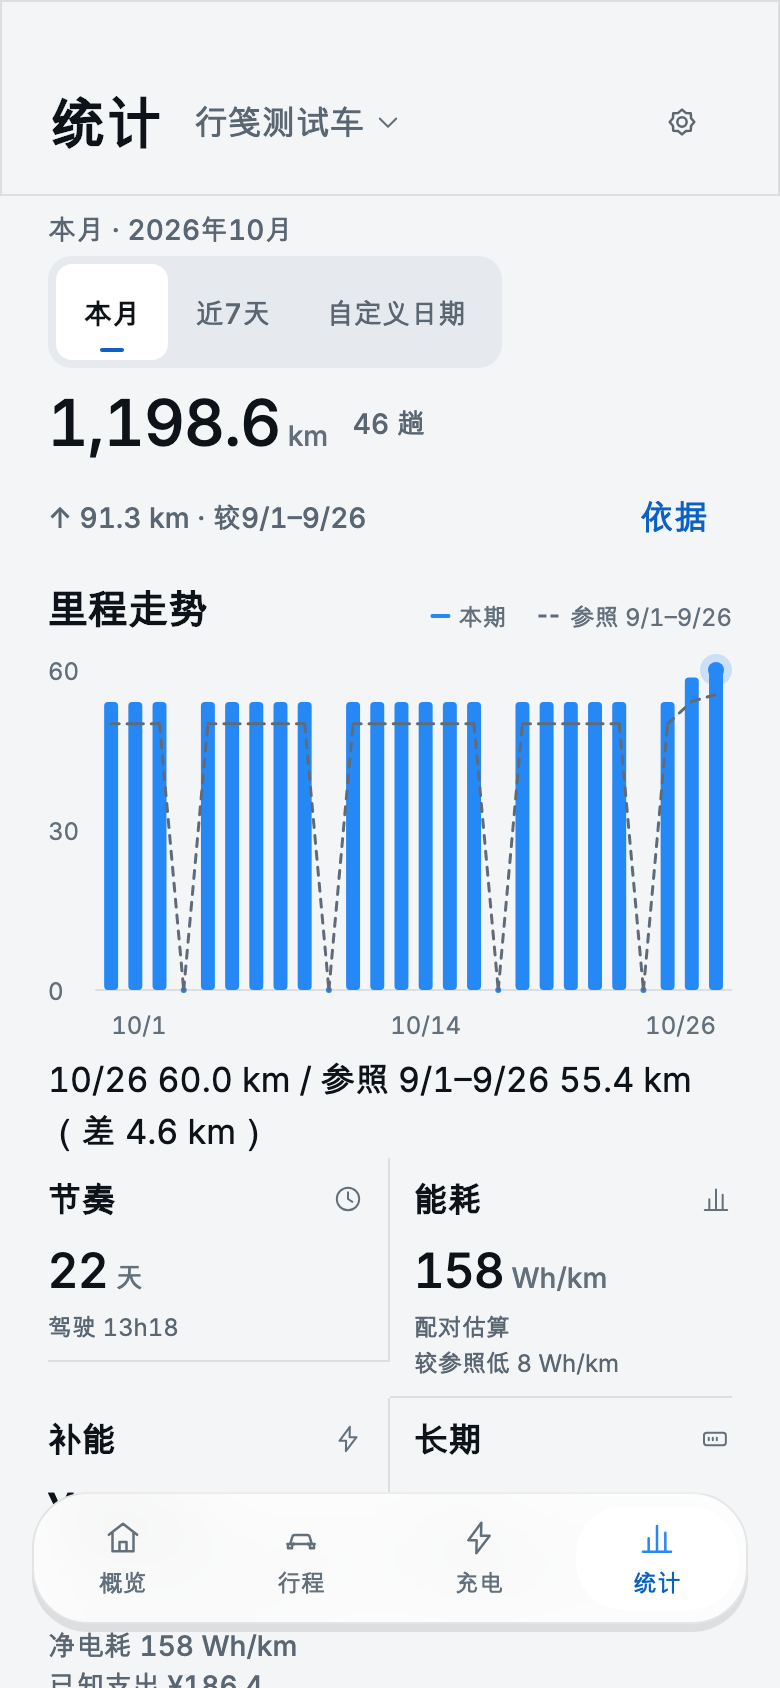 统计 行笺测试车
本月 · 2026年10月
本月 近7天 自定义日期
1,198.6 km 46 趟
↑ 91.3 km · 较9/1–9/26 依据
里程走势 本期 -- 参照 9/1–9/26
60
30
0
10/1 10/14 10/26
10/26 60.0 km / 参照 9/1–9/26 55.4 km
（差 4.6 km）
节奏 能耗
22 天 158 Wh/km
驾驶 13h18 配对估算
较参照低 8 Wh/km
补能 长期
概览 行程 充电 统计
净电耗 158 Wh/km
已知支出 ¥186.4